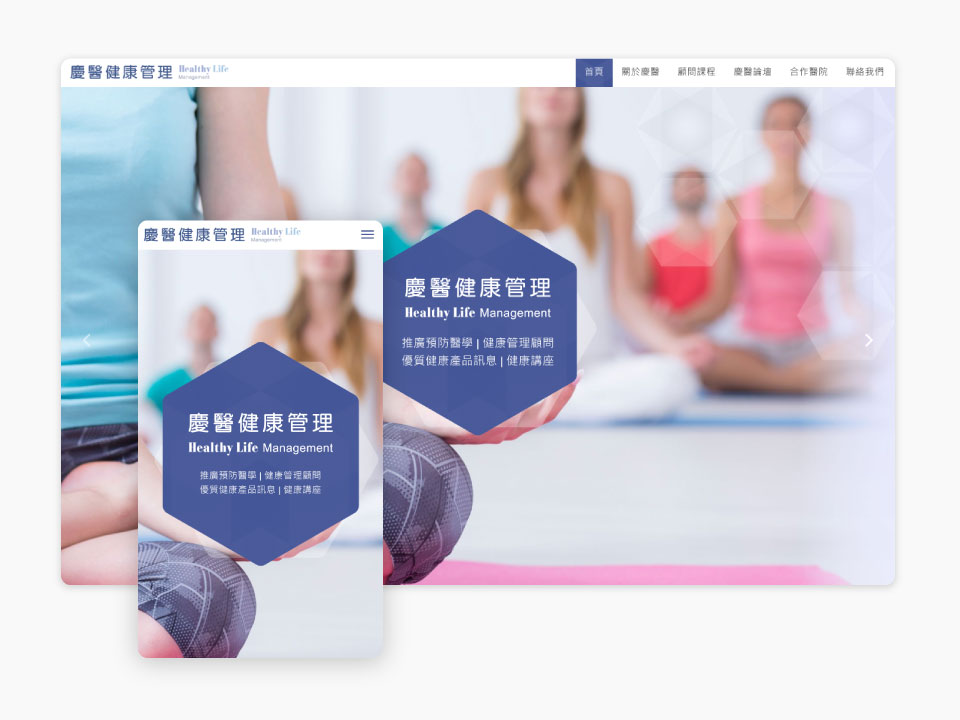 慶醫健康管理 Healthy Life
Management
首頁 關於慶醫 顧問課程 慶醫論壇 合作醫院 聯絡我們
慶醫健康管理
Healthy Life Management
推廣預防醫學 | 健康管理顧問
優質健康產品訊息 | 健康講座
慶醫健康管理 Healthy Life
Management
慶醫健康管理
Healthy Life Management
推廣預防醫學 | 健康管理顧問
優質健康產品訊息 | 健康講座